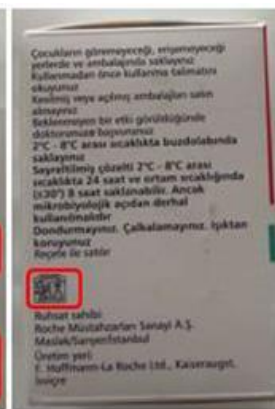 Çocukların göremeyeceği, erişemeyeceği
yerlerde ve ambalajında saklayınız
Kullanmadan önce kullanma talimatını
okuyunuz
Kesilmiş veya açılmış ambalajları satın
almayınız
Beklenmeyen bir etki görüldüğünde
doktorunuza başvurunuz
2°C - 8°C arası sıcaklıkta buzdolabında
saklayınız
Seyreltilmiş çözelti 2°C - 8°C arası
sıcaklıkta 24 saat ve ortam sıcaklığında
(≤30°) 8 saat saklanabilir. Ancak
mikrobiyolojik açıdan derhal
kullanılmalıdır
Dondurmayınız. Çalkalamayınız. Işıktan
koruyunuz
Reçete ile satılır
Ruhsat sahibi:
Roche Müstahzarları Sanayi A.Ş.
Maslak/Sarıyer/İstanbul
Üretim yeri:
F. Hoffmann-La Roche Ltd., Kaiseraugst,
İsviçre